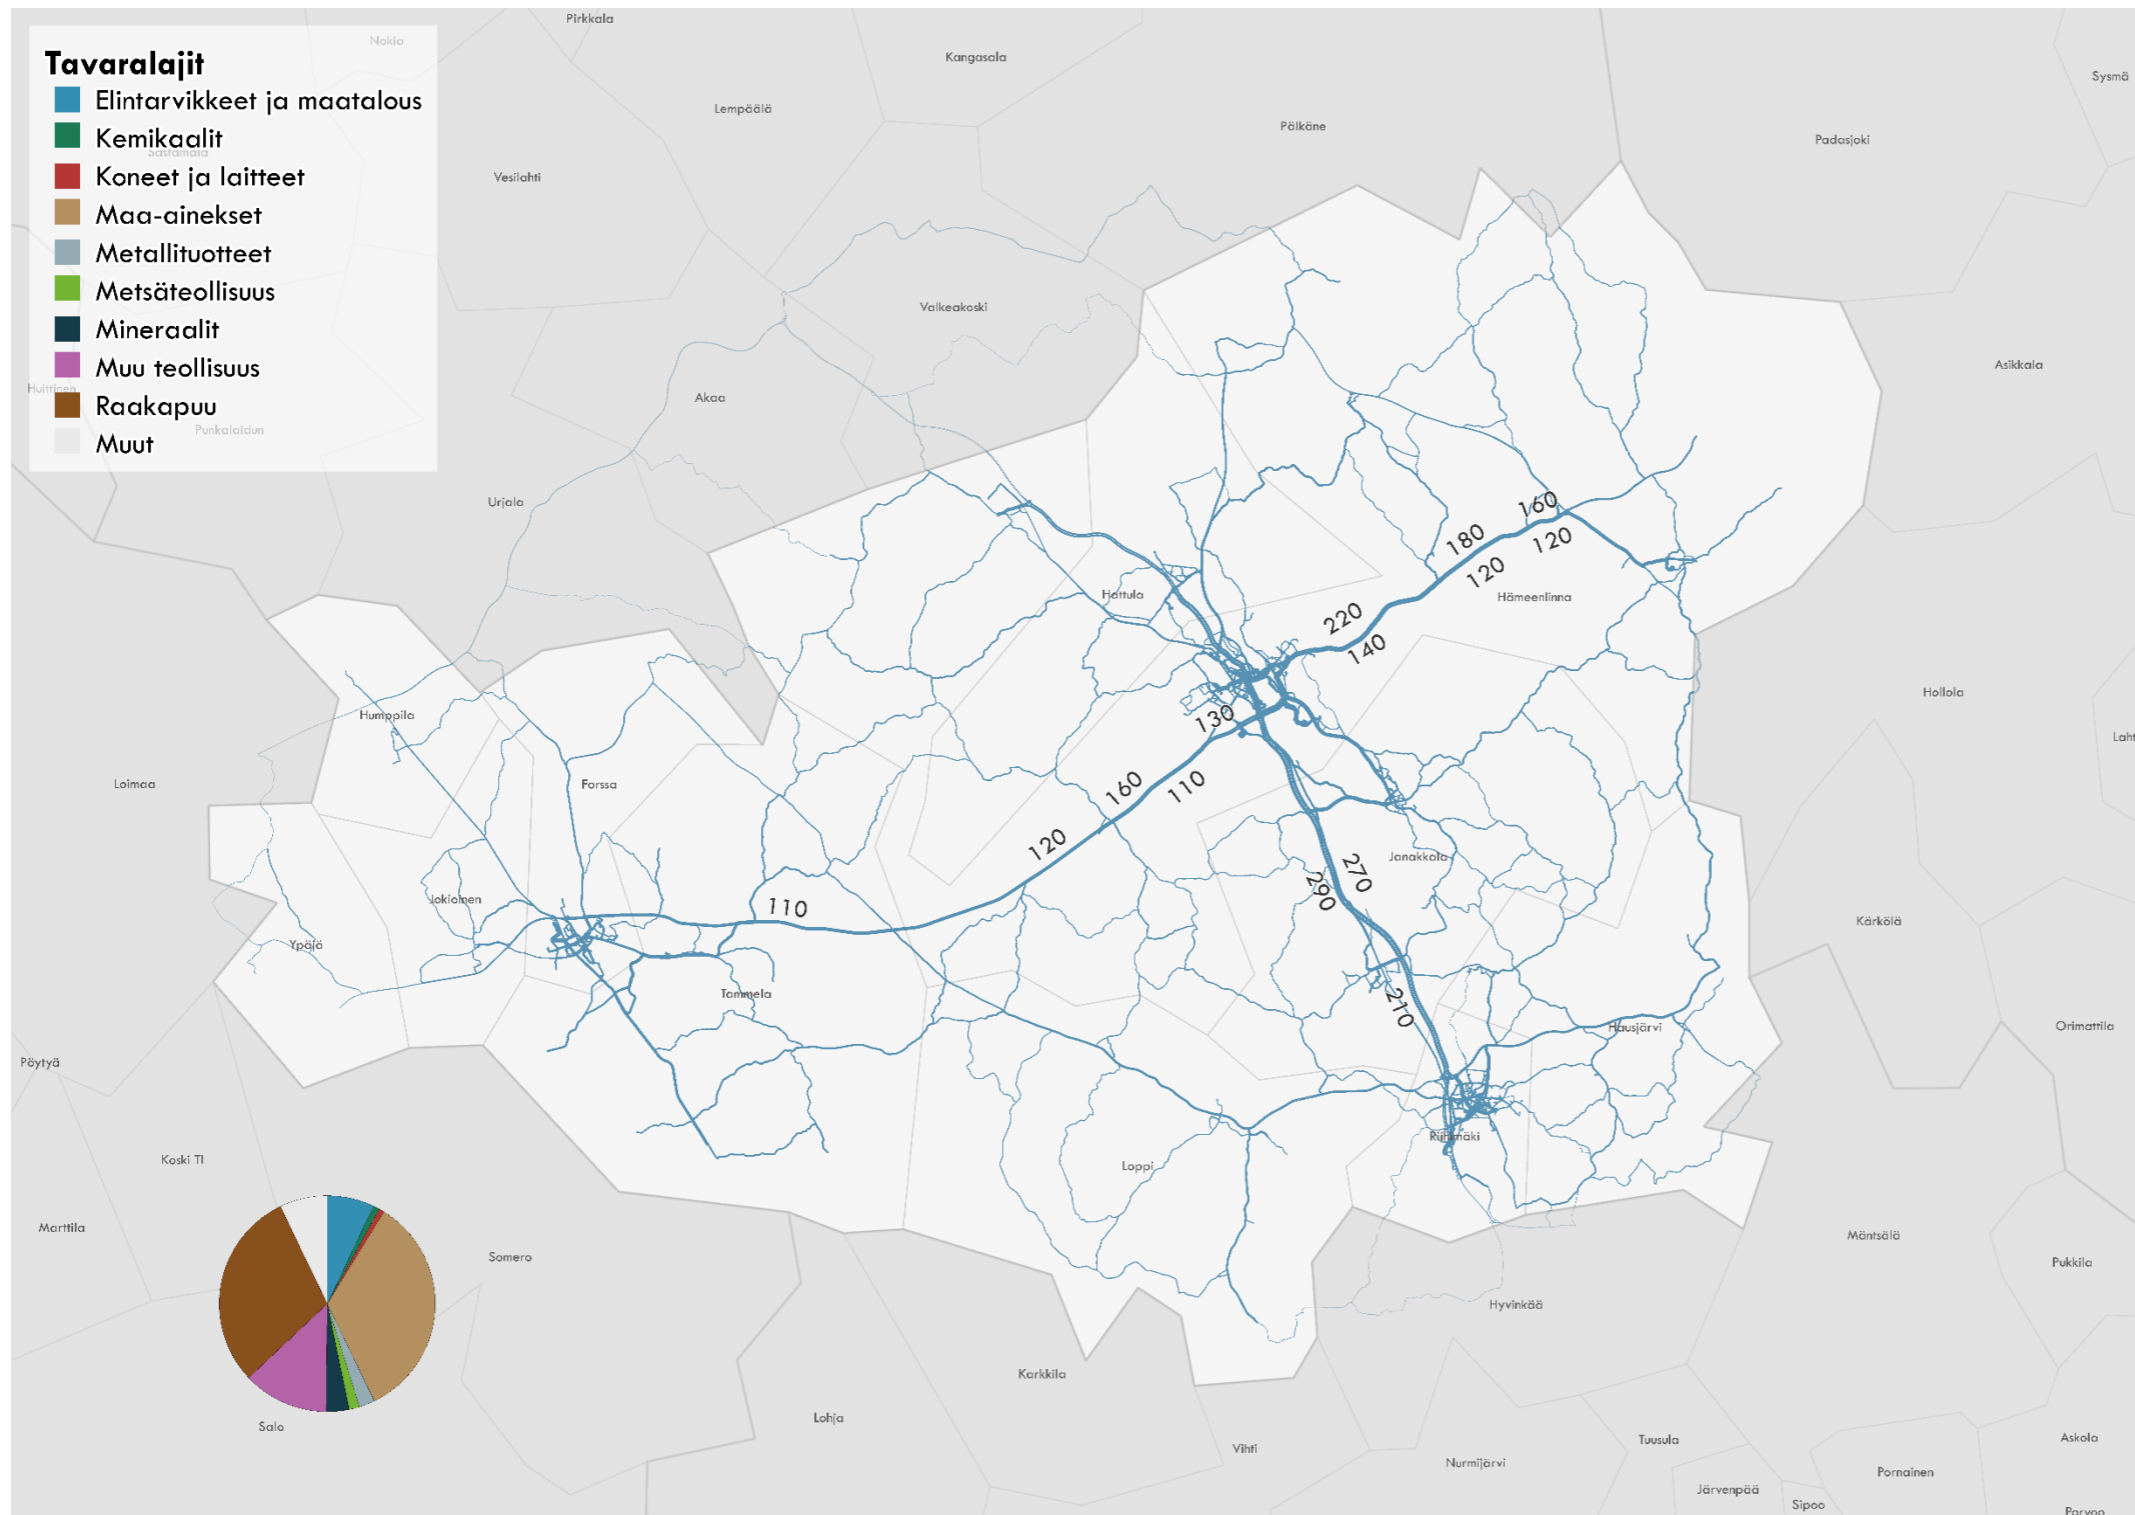 Tavaralajit
Elintarvikkeet ja maatalous
Kemikaalit
Koneet ja laitteet
Maa-ainekset
Metallituotteet
Metsäteollisuus
Mineraalit
Muu teollisuus
Raakapuu
Muut
Pirkkala
Nokia
Kangasala
Sysmä
Lempäälä
Pälkäne
Padasjoki
Sastamala
Vesilahti
Valkeakoski
Asikkala
Huittinen
Akaa
Punkalaidun
Urjala
160
180
120
120
Hattula
Hämeenlinna
220
140
Hollola
Humppila
130
Laht
Loimaa
Forssa
160
110
120
Janakkala
270
290
Jokioinen
110
Kärkölä
Ypäjä
Tammela
210
Hausjärvi
Orimattila
Pöytyä
Riihimäki
Koski Tl
Loppi
Marttila
Somero
Mäntsälä
Pukkila
Hyvinkää
Karkkila
Salo
Lohja
Vihti
Tuusula
Askola
Nurmijärvi
Pornainen
Järvenpää
Sipoo
Porvoo